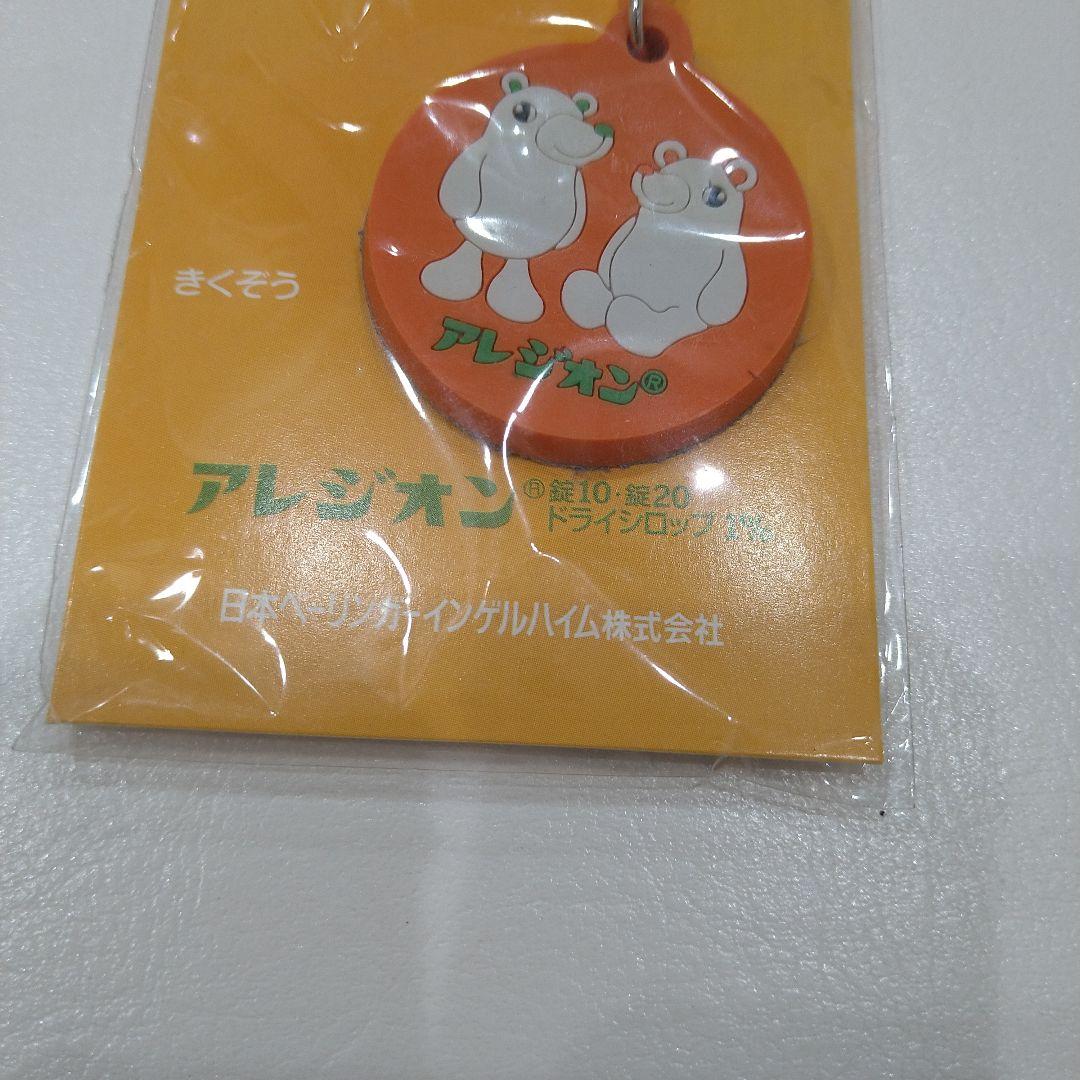 アレジオン®
きくぞう
アレジオン® 錠10・錠20
ドライシロップ 1%
日本ベーリンガーインゲルハイム株式会社